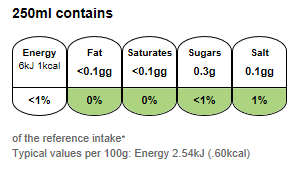 250ml contains
Energy Fat Saturates Sugars Salt
6kJ 1kcal <0.1gg <0.1gg 0.3g 0.1gg
<1% 0% 0% <1% 1%
of the reference intake*
Typical values per 100g: Energy 2.54kJ (.60kcal)